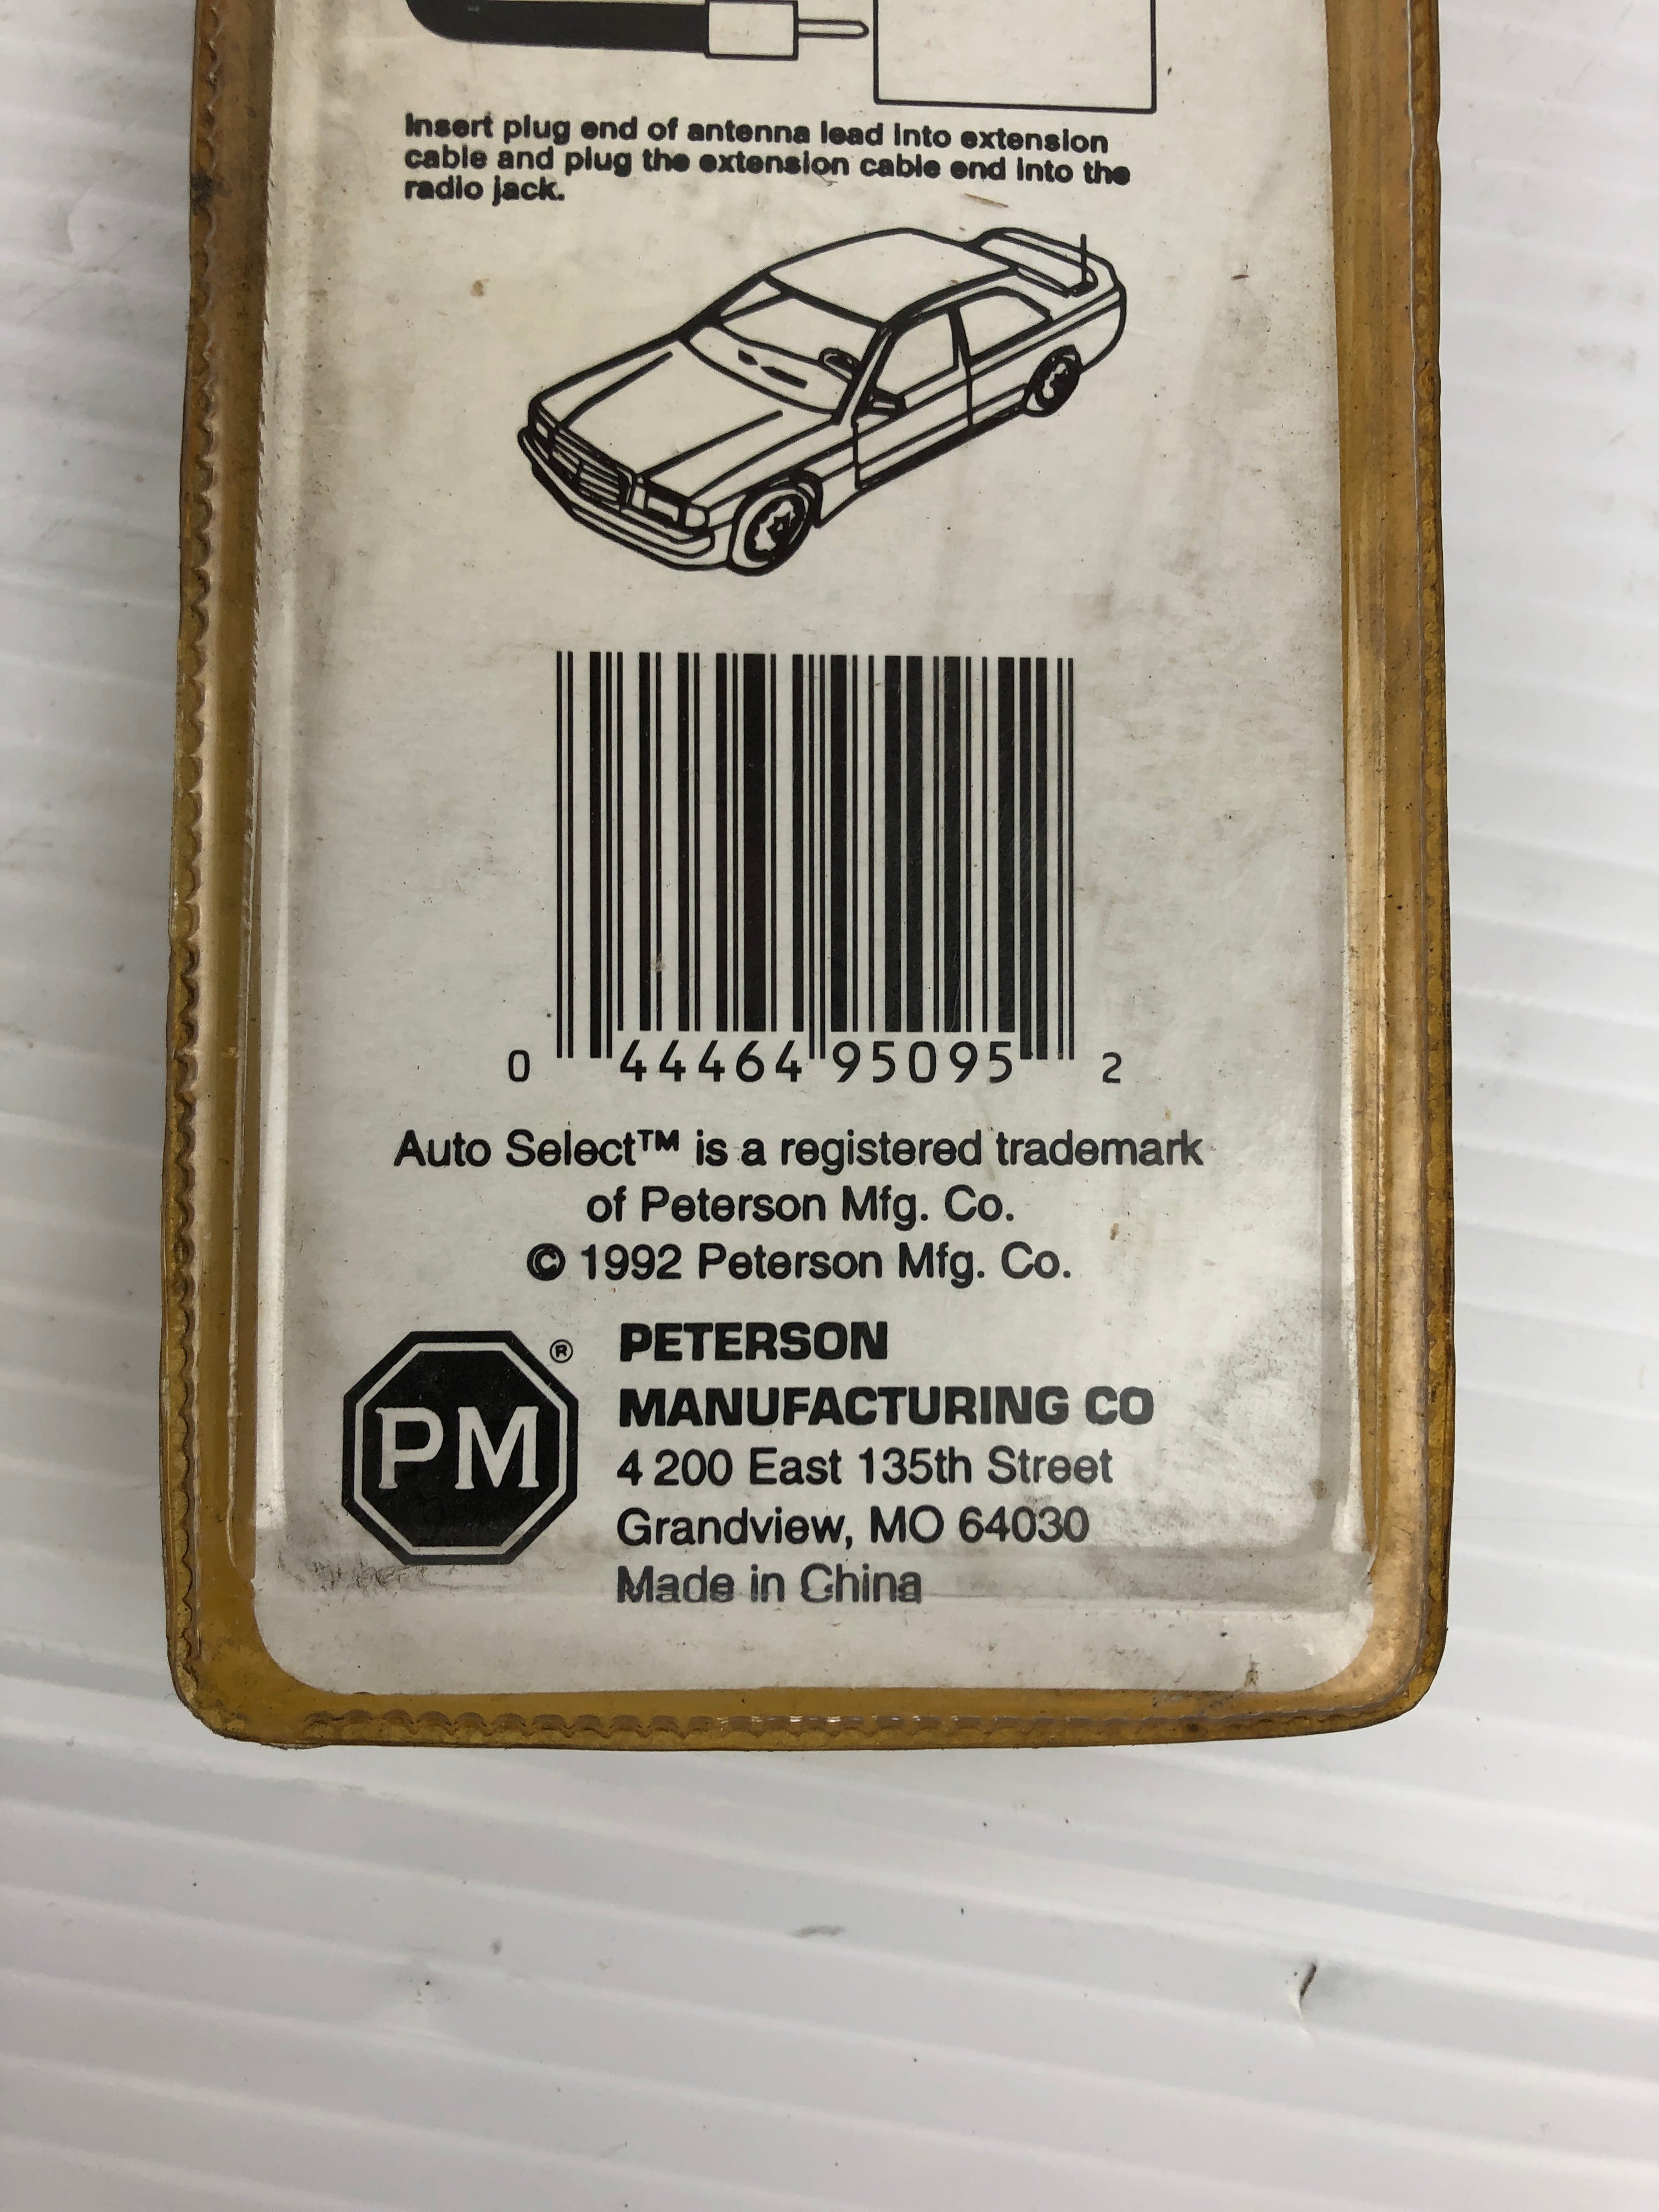 Insert plug end of antenna lead into extension
cable and plug the extension cable end into the
radio jack.
0 44464 95095 2
Auto Select™ is a registered trademark
of Peterson Mfg. Co.
© 1992 Peterson Mfg. Co.
PM ®
PETERSON
MANUFACTURING CO
4200 East 135th Street
Grandview, MO 64030
Made in China